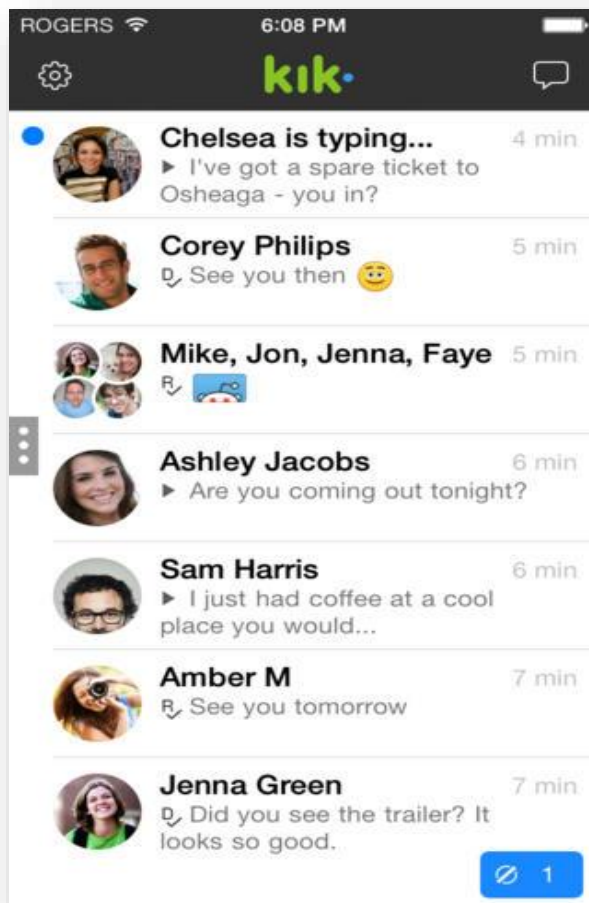 ROGERS 6:08 PM
kik
Chelsea is typing... 4 min
I've got a spare ticket to
Osheaga - you in?
Corey Philips 5 min
D See you then
Mike, Jon, Jenna, Faye 5 min
R
Ashley Jacobs 6 min
Are you coming out tonight?
Sam Harris 6 min
I just had coffee at a cool
place you would...
Amber M 7 min
R See you tomorrow
Jenna Green 7 min
D Did you see the trailer? It
looks so good.
1